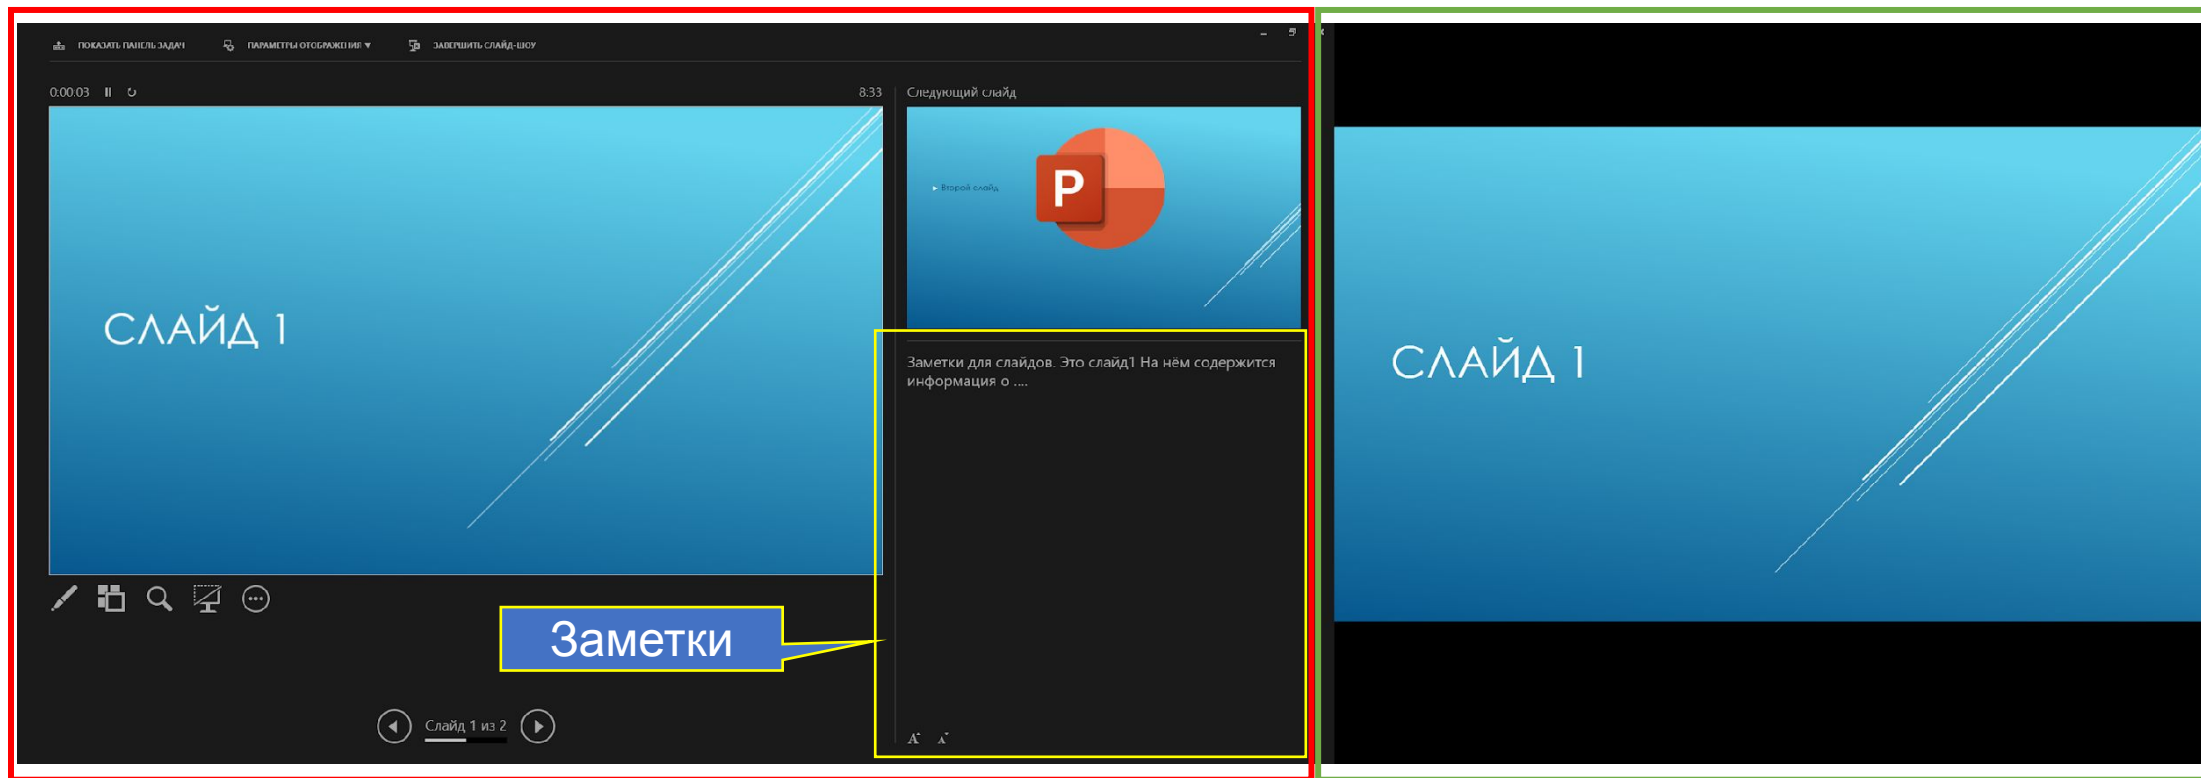 ПОКАЗАТЬ ПАНЕЛЬ ЗАДАЧ ПАРАМЕТРЫ ОТОБРАЖЕНИЯ ▼ ЗАВЕРШИТЬ СЛАЙД-ШОУ
0:00:03 8:33
СЛАЙД 1
Следующий слайд
Второй слайд
P
Заметки для слайдов. Это слайд1 На нём содержится
информация о ....
Заметки
Слайд 1 из 2
A A
СЛАЙД 1